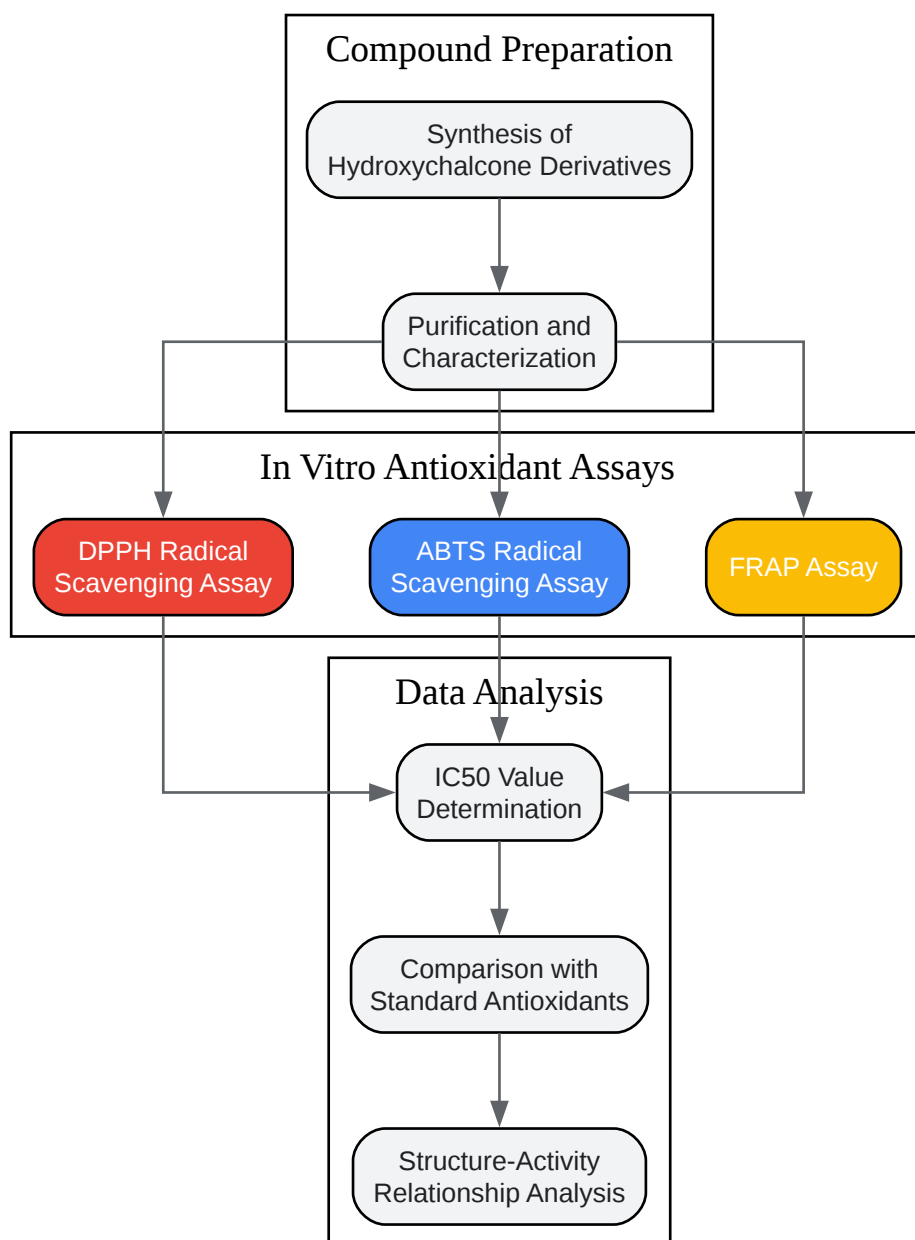 Compound Preparation
Synthesis of
Hydroxychalcone Derivatives
Purification and
Characterization
In Vitro Antioxidant Assays
DPPH Radical
Scavenging Assay
ABTS Radical
Scavenging Assay
FRAP Assay
Data Analysis
IC50 Value
Determination
Comparison with
Standard Antioxidants
Structure-Activity
Relationship Analysis